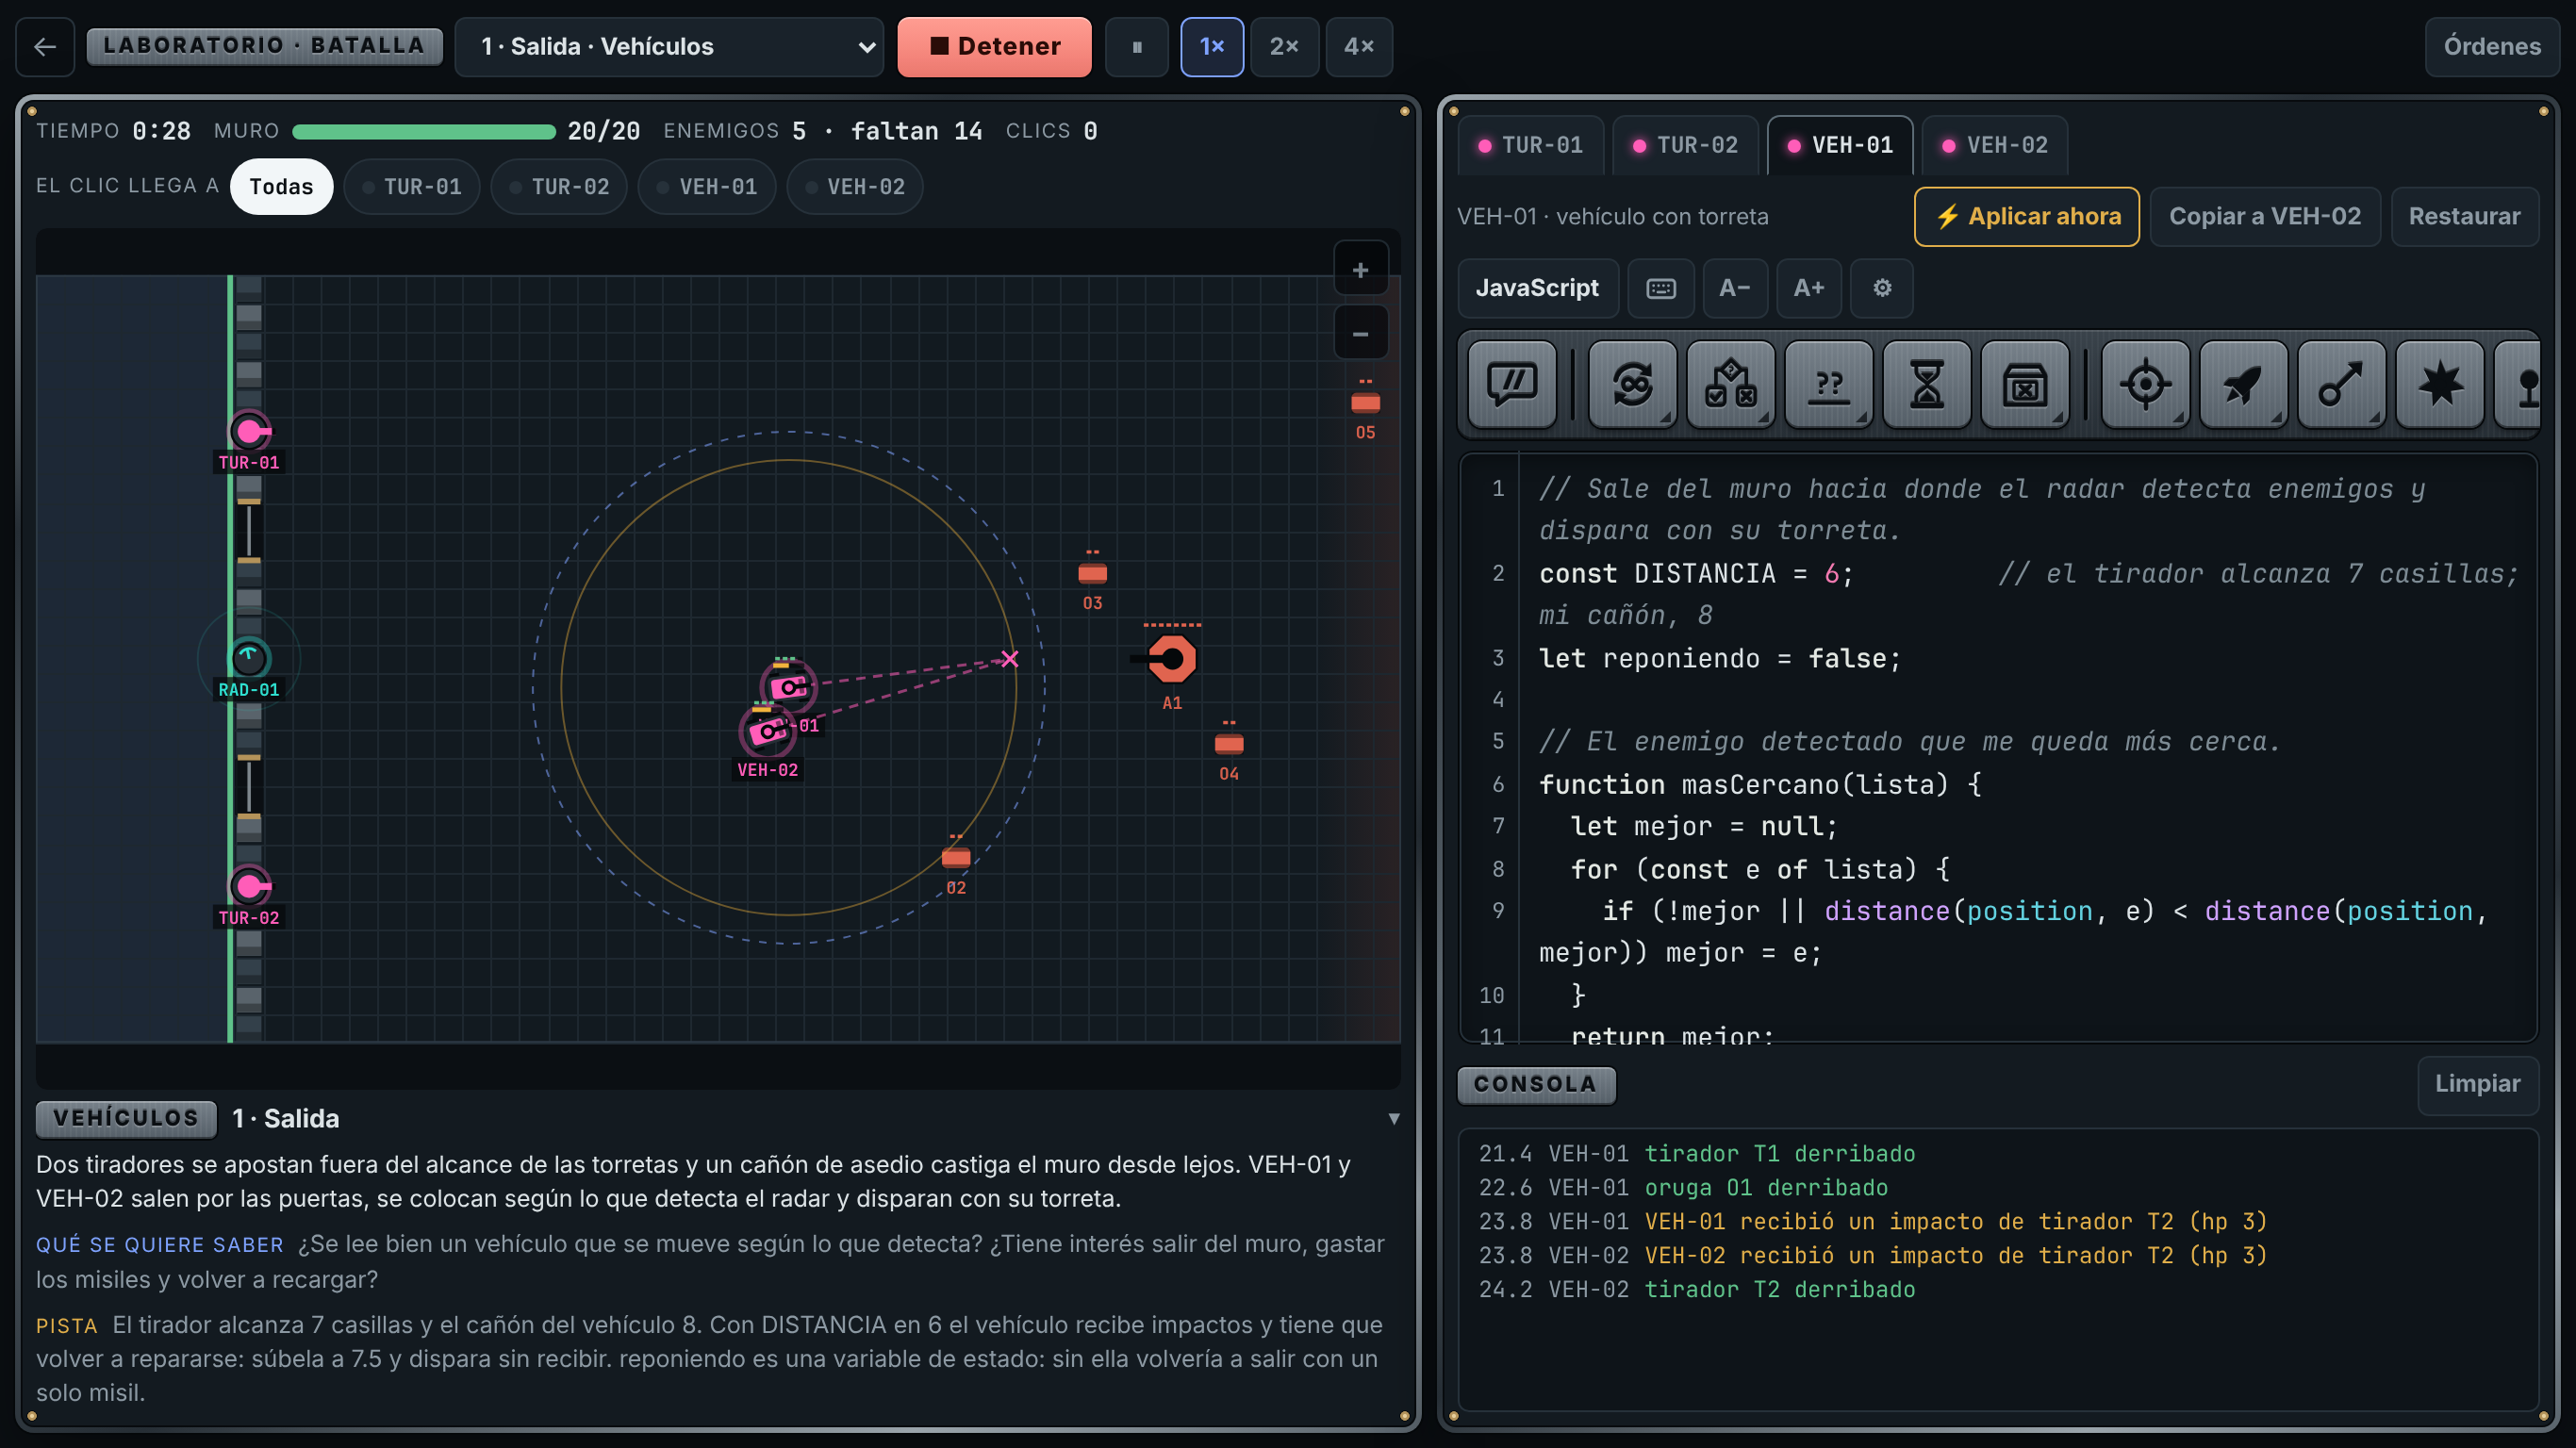 LABORATORIO · BATALLA
1 · Salida · Vehículos
Detener
1×
2×
4×
Órdenes
TIEMPO 0:28 MURO 20/20 ENEMIGOS 5 · faltan 14 CLICS 0
EL CLIC LLEGA A Todas TUR-01 TUR-02 VEH-01 VEH-02
+
−
O5
TUR-01
O3
RAD-01
A1
-01
VEH-02
O4
O2
TUR-02
VEHÍCULOS 1 · Salida
Dos tiradores se apostan fuera del alcance de las torretas y un cañón de asedio castiga el muro desde lejos. VEH-01 y
VEH-02 salen por las puertas, se colocan según lo que detecta el radar y disparan con su torreta.
QUÉ SE QUIERE SABER ¿Se lee bien un vehículo que se mueve según lo que detecta? ¿Tiene interés salir del muro, gastar
los misiles y volver a recargar?
PISTA El tirador alcanza 7 casillas y el cañón del vehículo 8. Con DISTANCIA en 6 el vehículo recibe impactos y tiene que
volver a repararse: súbela a 7.5 y dispara sin recibir. reponiendo es una variable de estado: sin ella volvería a salir con un
solo misil.
TUR-01 TUR-02 VEH-01 VEH-02
VEH-01 · vehículo con torreta
⚡ Aplicar ahora
Copiar a VEH-02
Restaurar
JavaScript
A−
A+
1 // Sale del muro hacia donde el radar detecta enemigos y
dispara con su torreta.
2 const DISTANCIA = 6; // el tirador alcanza 7 casillas;
mi cañón, 8
3 let reponiendo = false;
4
5 // El enemigo detectado que me queda más cerca.
6 function masCercano(lista) {
7 let mejor = null;
8 for (const e of lista) {
9 if (!mejor || distance(position, e) < distance(position,
mejor)) mejor = e;
10 }
11 return mejor;
CONSOLA
Limpiar
21.4 VEH-01 tirador T1 derribado
22.6 VEH-01 oruga O1 derribado
23.8 VEH-01 VEH-01 recibió un impacto de tirador T2 (hp 3)
23.8 VEH-02 VEH-02 recibió un impacto de tirador T2 (hp 3)
24.2 VEH-02 tirador T2 derribado